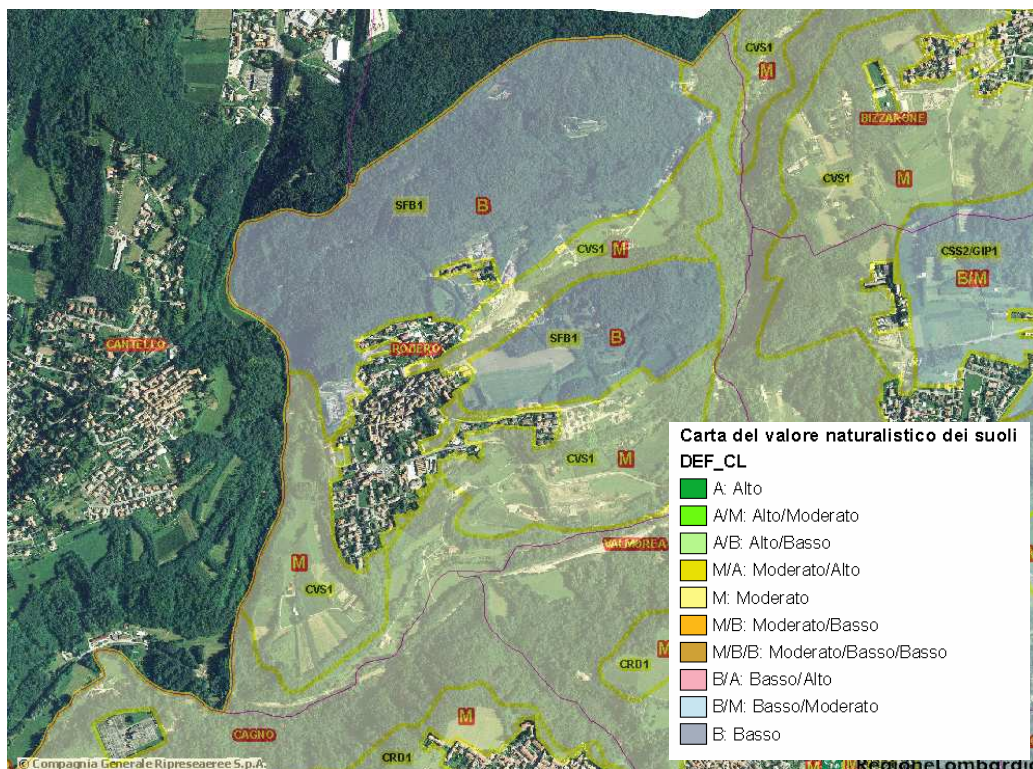 CVS1
M
BIZZARONE
CVS1
M
SFB1
B
CVS1
M
CSS2/GIP1
B/M
SFB1
B
CANTELLO
RODERO
CVS1
M
VALMOREA
M
CVS1
CRD1
M
M
CAGNO
CRD1
Carta del valore naturalistico dei suoli
DEF_CL
A: Alto
A/M: Alto/Moderato
A/B: Alto/Basso
M/A: Moderato/Alto
M: Moderato
M/B: Moderato/Basso
M/B/B: Moderato/Basso/Basso
B/A: Basso/Alto
B/M: Basso/Moderato
B: Basso
© Compagnia Generale Ripreseaeree S.p.A.
M
M
RegioneLombardi